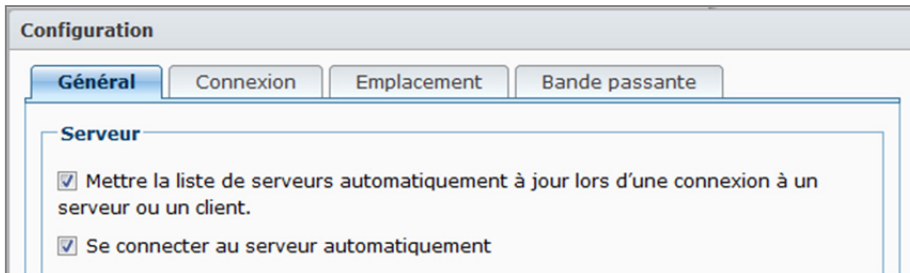 Configuration
Général Connexion Emplacement Bande passante
Serveur
Mettre la liste de serveurs automatiquement à jour lors d'une connexion à un
serveur ou un client.
Se connecter au serveur automatiquement